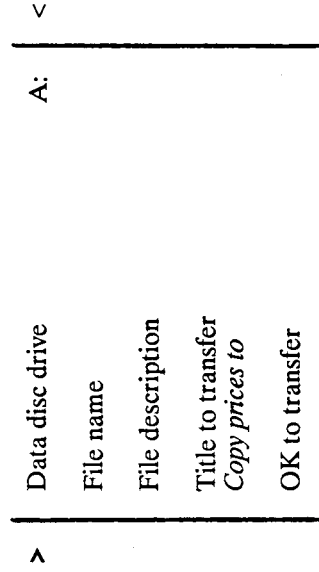 > <
Data disc drive A:
File name
File description
Title to transfer
Copy prices to
OK to transfer